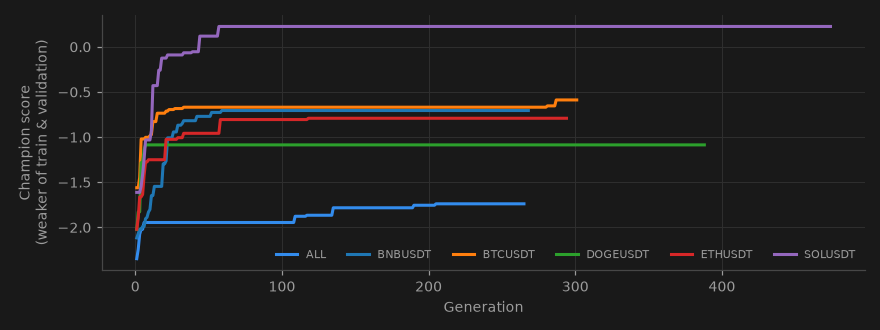 Champion score
(weaker of train & validation)
0.0
−0.5
−1.0
−1.5
−2.0
ALL BNBUSDT BTCUSDT DOGEUSDT ETHUSDT SOLUSDT
0 100 200 300 400
Generation